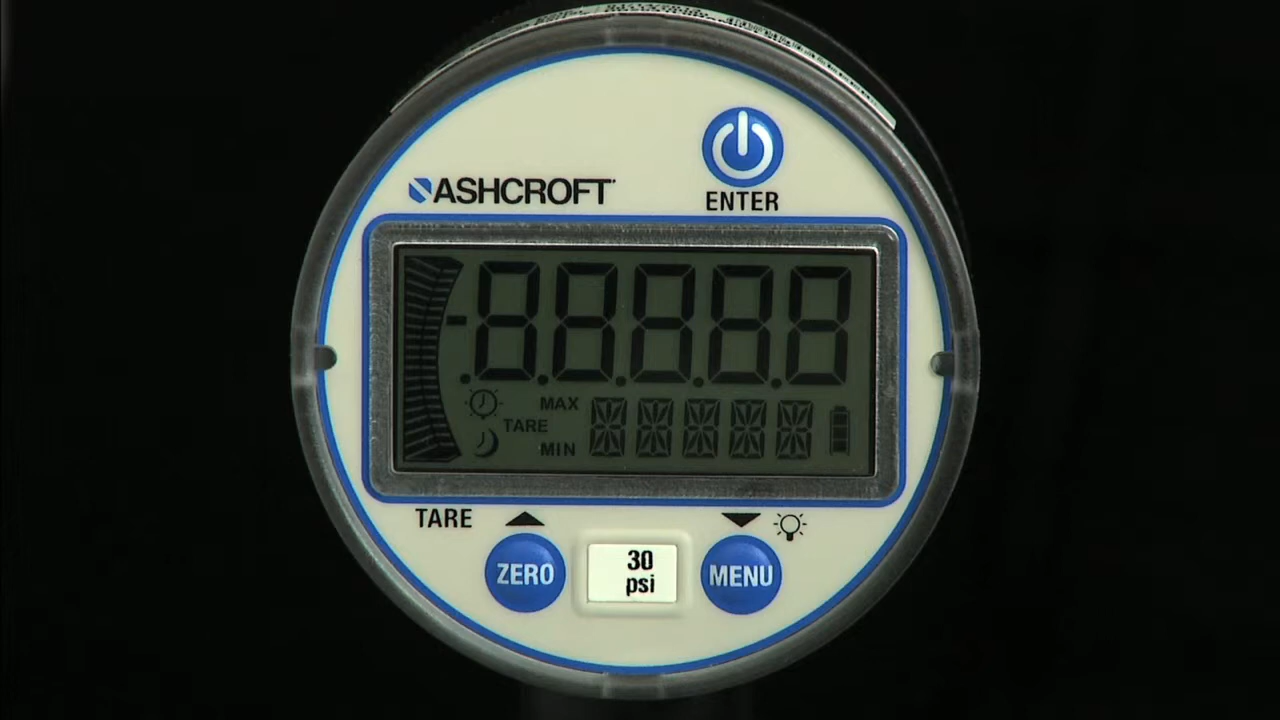 ASHCROFT
ENTER
-.8.8.8.8.8
MAX
TARE
MIN
TARE
ZERO
30
psi
MENU